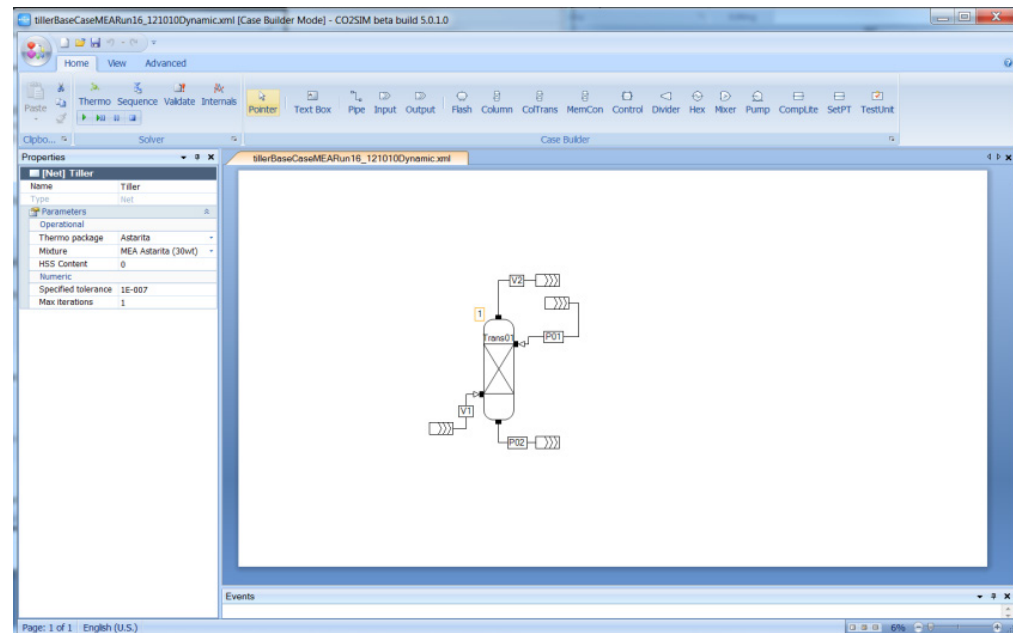 tillerBaseCaseMEARun16_121010Dynamic.xml [Case Builder Mode] - CO2SIM beta build 5.0.1.0
Home View Advanced
Paste Thermo Sequence Validate Internals Pointer Text Box Pipe Input Output Flash Column ColTrans MemCon Control Divider Hex Mixer Pump CompLite SetPT TestUnit
Clipbo... Solver Case Builder
Properties
tillerBaseCaseMEARun16_121010Dynamic.xml
[Net] Tiller
Name Tiller
Type Net
Parameters
Operational
Thermo package Astarita
Mixture MEA Astarita (30wt)
HSS Content 0
Numeric
Specified tolerance 1E-007
Max iterations 1
V2
1
Trans01
P01
V1
P02
Events
Page: 1 of 1 English (U.S.) 6%